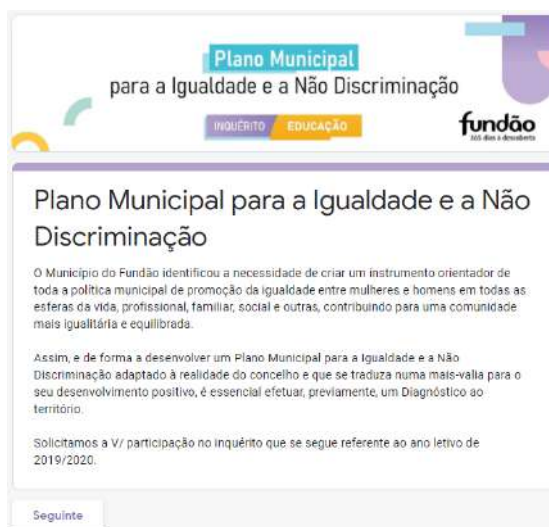 Plano Municipal
para a Igualdade e a Não Discriminação
INQUÉRITO EDUCAÇÃO
fundão
365 dias à descoberta
Plano Municipal para a Igualdade e a Não
Discriminação
O Município do Fundão identificou a necessidade de criar um instrumento orientador de
toda a política municipal de promoção da igualdade entre mulheres e homens em todas as
esferas da vida, profissional, familiar, social e outras, contribuindo para uma comunidade
mais igualitária e equilibrada.
Assim, e de forma a desenvolver um Plano Municipal para a Igualdade e a Não
Discriminação adaptado à realidade do concelho e que se traduza numa mais-valia para o
seu desenvolvimento positivo, é essencial efetuar, previamente, um Diagnóstico ao
território.
Solicitamos a V/ participação no inquérito que se segue referente ao ano letivo de
2019/2020.
Seguinte